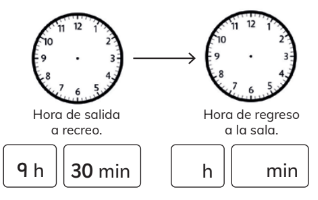 12 1 2 3 4 5 6 7 8 9 10 11
12 1 2 3 4 5 6 7 8 9 10 11
Hora de salida
a recreo.
9 h 30 min
Hora de regreso
a la sala.
h min